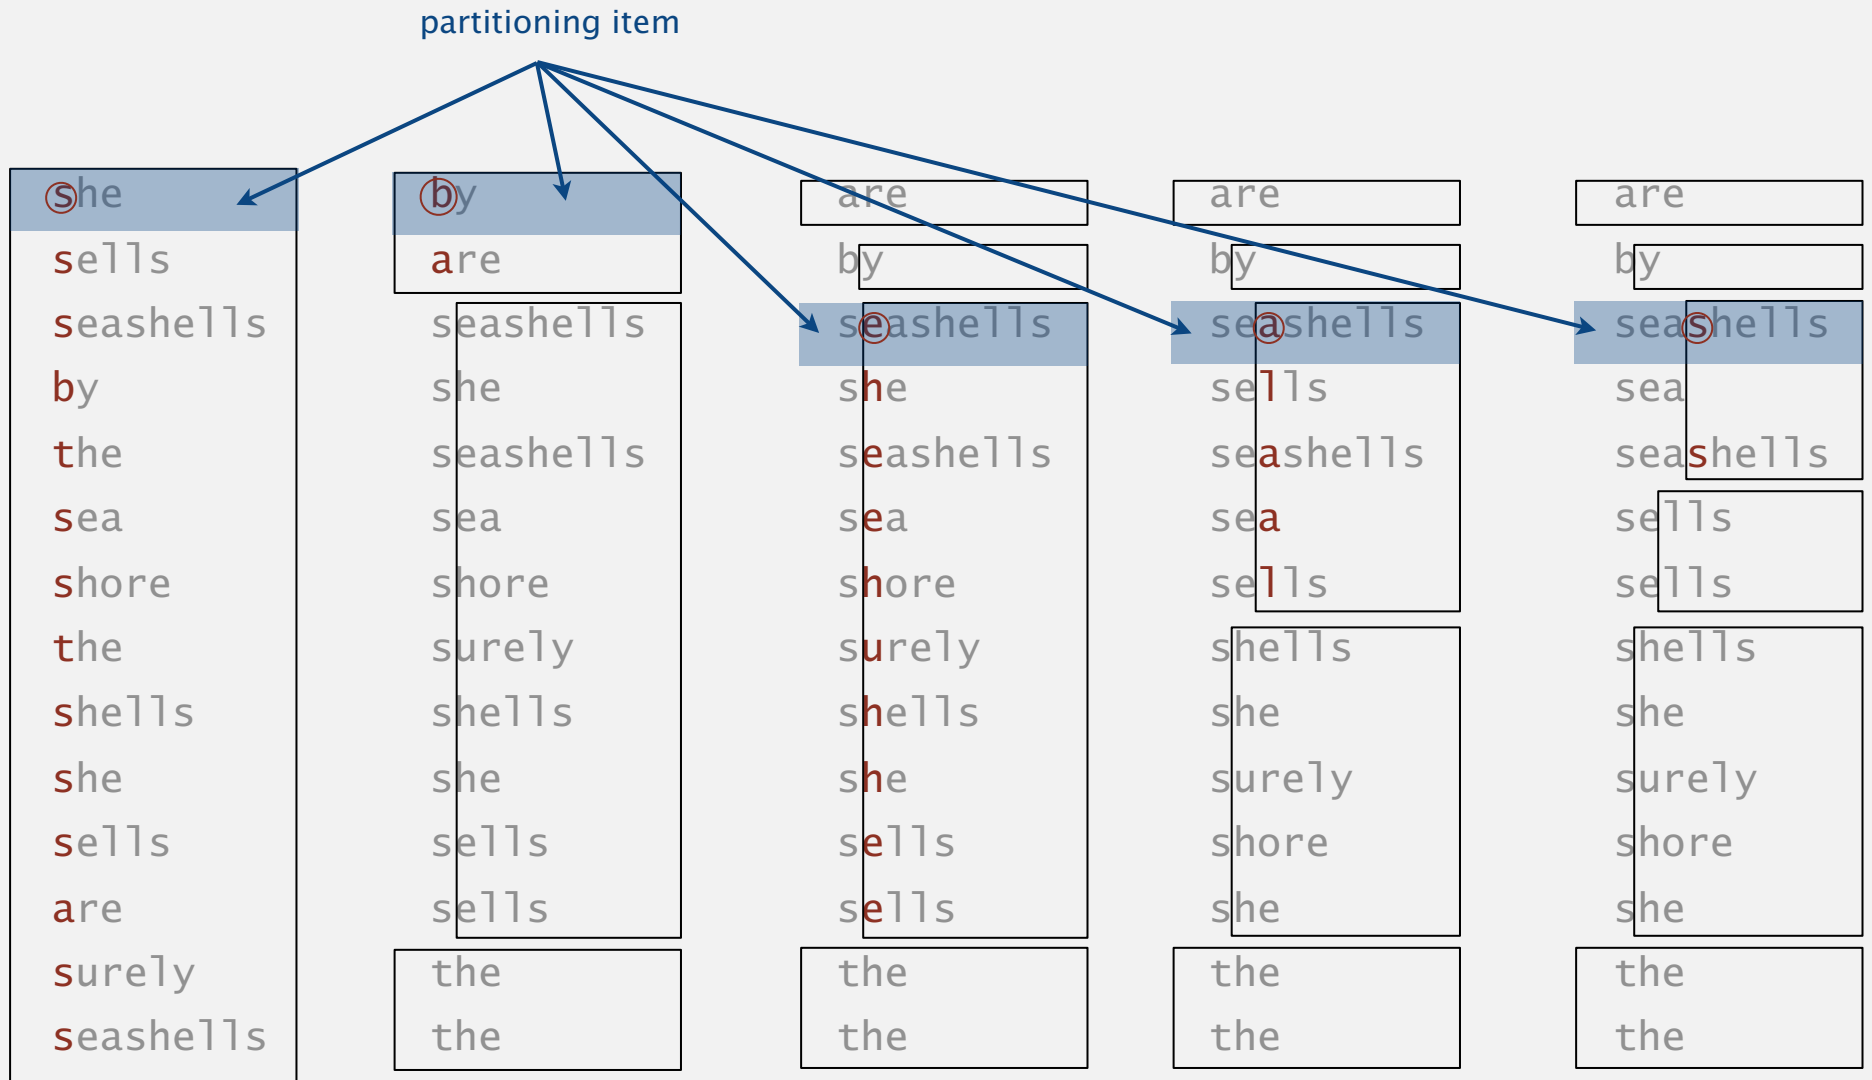 partitioning item
she by are are are
sells are by by by
seashells seashells seashells seashells seashells
by she she sells sea
the seashells seashells seashells seashells
sea sea sea sea sells
shore shore shore sells sells
the surely surely shells shells
shells shells shells she she
she she she surely surely
sells sells sells shore shore
are sells sells she she
surely the the the the
seashells the the the the